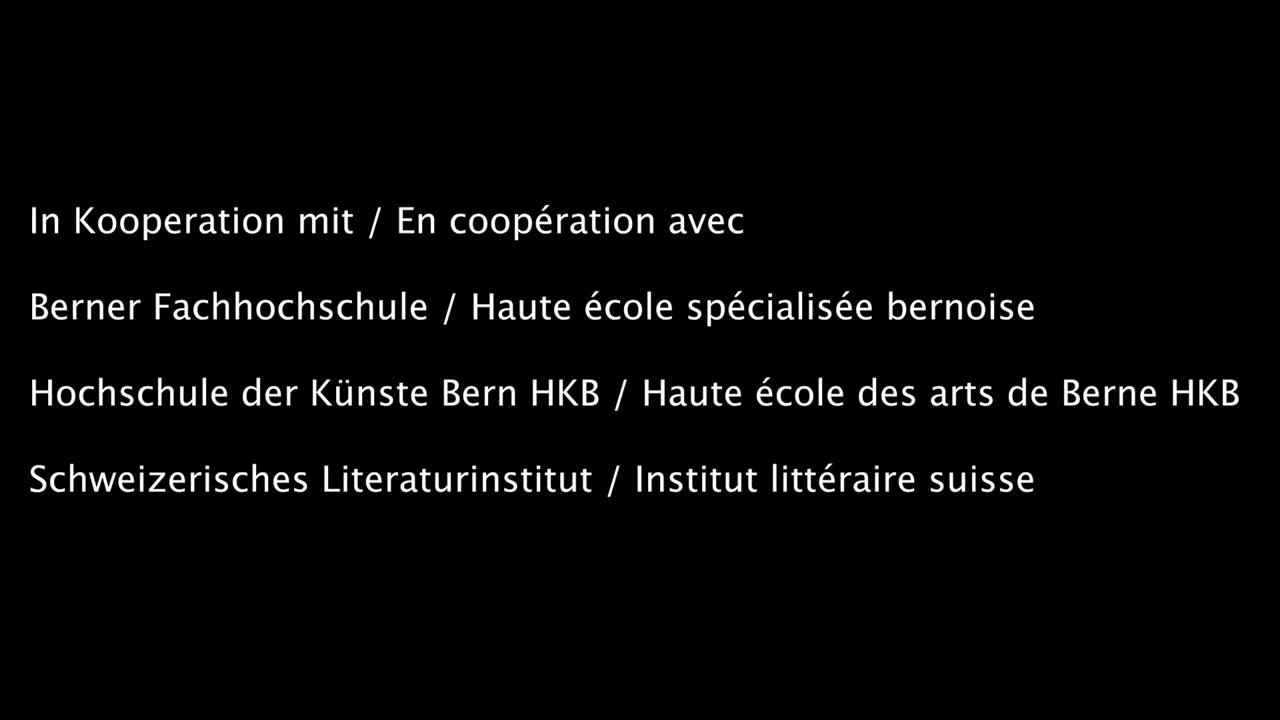 In Kooperation mit / En coopération avec
Berner Fachhochschule / Haute école spécialisée bernoise
Hochschule der Künste Bern HKB / Haute école des arts de Berne HKB
Schweizerisches Literaturinstitut / Institut littéraire suisse